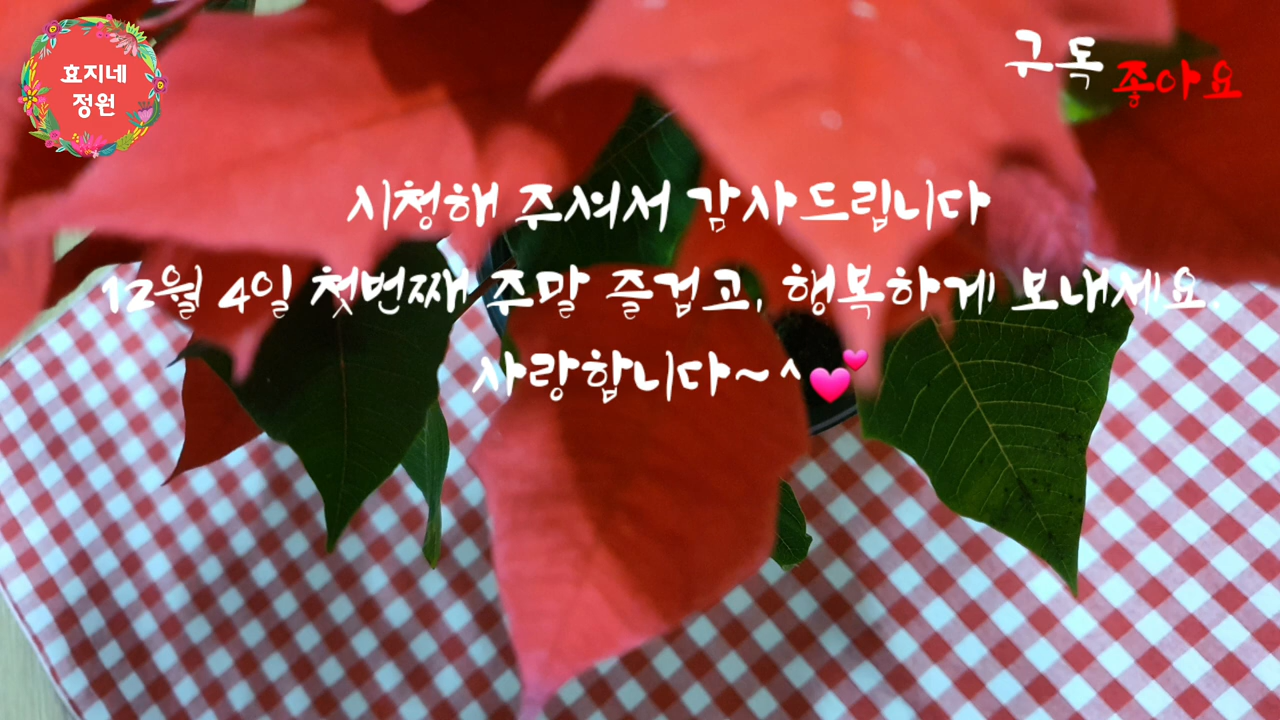 효지네
정원
구독 좋아요
시청해 주셔서 감사드립니다
12월 4일 첫번째 주말 즐겁고, 행복하게 보내세요.
사랑합니다~^💕